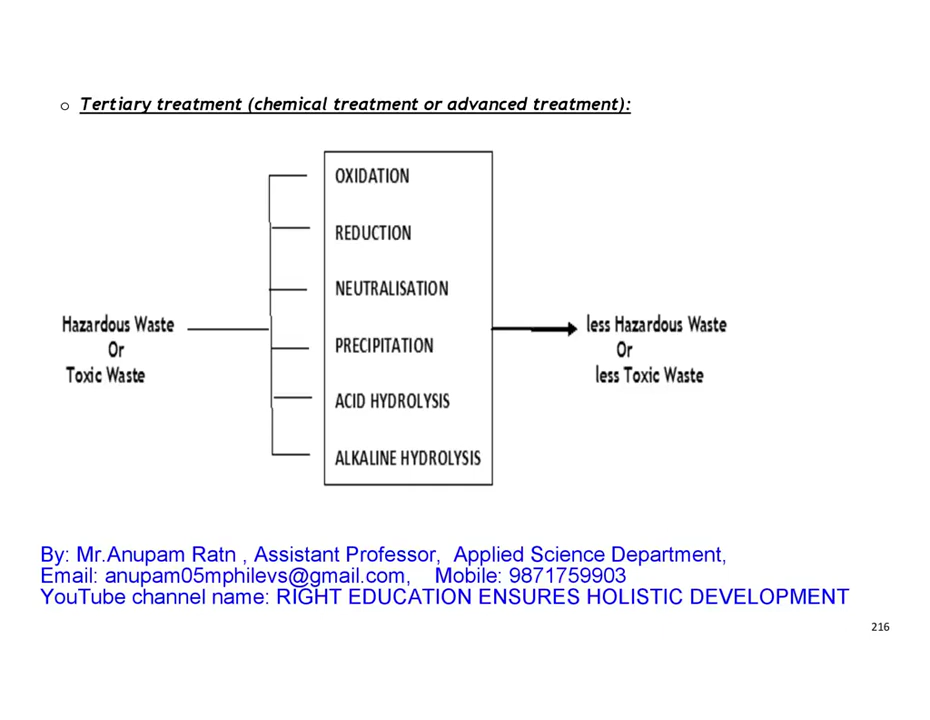 o Tertiary treatment (chemical treatment or advanced treatment):
OXIDATION
REDUCTION
NEUTRALISATION
Hazardous Waste
Or
Toxic Waste
PRECIPITATION
ACID HYDROLYSIS
ALKALINE HYDROLYSIS
less Hazardous Waste
Or
less Toxic Waste
By: Mr.Anupam Ratn , Assistant Professor, Applied Science Department,
Email: anupam05mphilevs@gmail.com, Mobile: 9871759903
YouTube channel name: RIGHT EDUCATION ENSURES HOLISTIC DEVELOPMENT
216